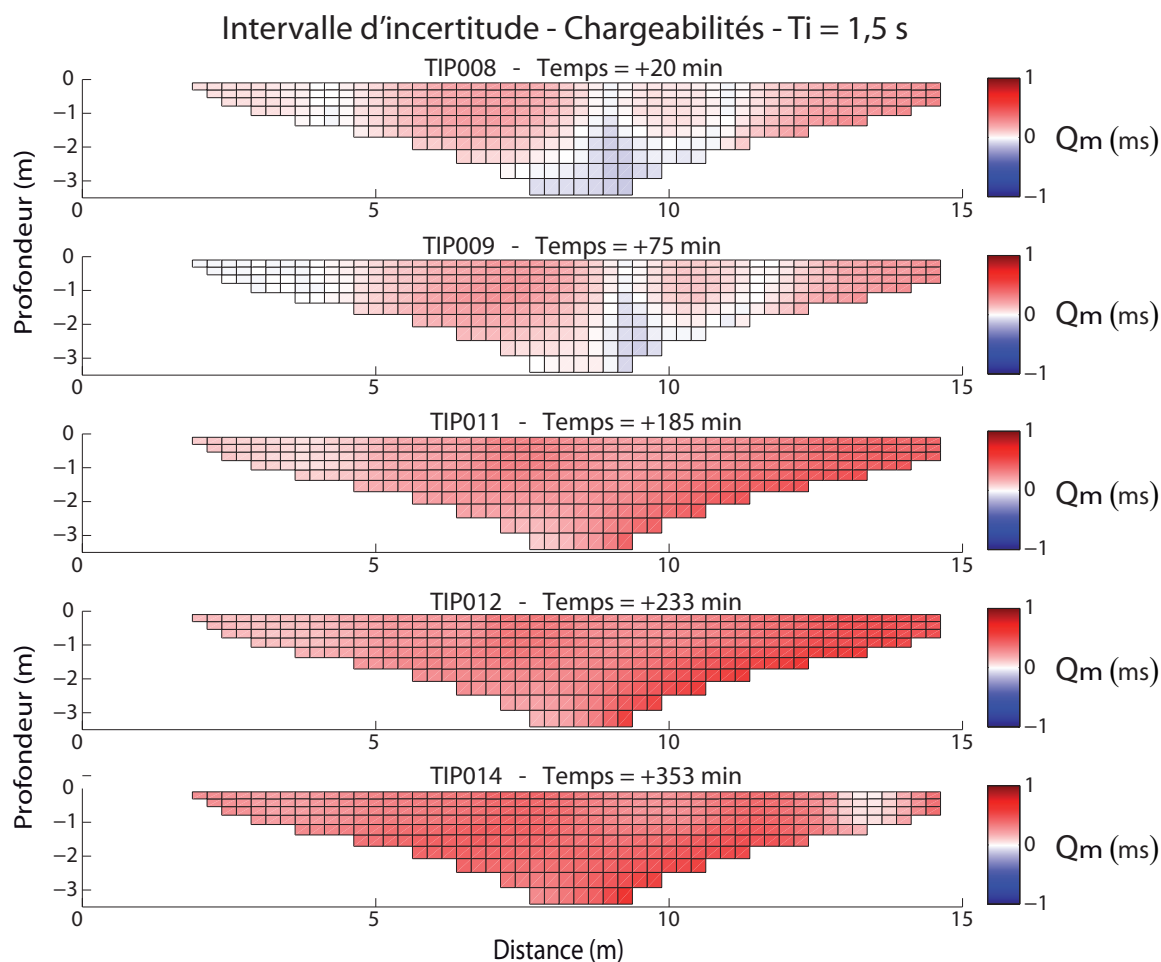 Intervalle d’incertitude - Chargeabilités - Ti = 1,5 s
TIP008 - Temps = +20 min
0
−1
−2
−3
0 5 10 15
1
0
−1
Qm (ms)
Profondeur (m)
TIP009 - Temps = +75 min
0
−1
−2
−3
0 5 10 15
1
0
−1
Qm (ms)
TIP011 - Temps = +185 min
0
−1
−2
−3
0 5 10 15
1
0
−1
Qm (ms)
TIP012 - Temps = +233 min
0
−1
−2
−3
0 5 10 15
1
0
−1
Qm (ms)
Profondeur (m)
TIP014 - Temps = +353 min
0
−1
−2
−3
0 5 10 15
1
0
−1
Qm (ms)
Distance (m)